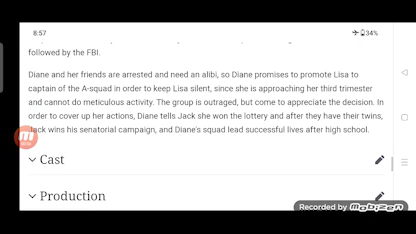 8:57
34%
followed by the FBI.
Diane and her friends are arrested and need an alibi, so Diane promises to promote Lisa to
captain of the A-squad in order to keep Lisa silent, since she is approaching her third trimester
and cannot do meticulous activity. The group is outraged, but come to appreciate the decision. In
order to cover up her actions, Diane tells Jack she won the lottery and after they have their twins,
Jack wins his senatorial campaign, and Diane's squad lead successful lives after high school.
Cast
Production
Recorded by Mobizen